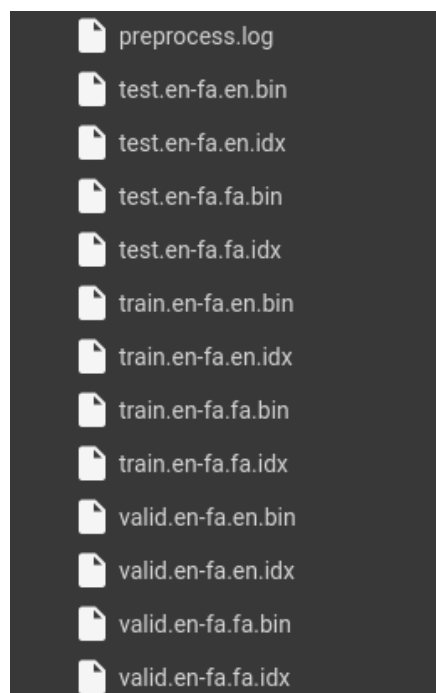 preprocess.log
test.en-fa.en.bin
test.en-fa.en.idx
test.en-fa.fa.bin
test.en-fa.fa.idx
train.en-fa.en.bin
train.en-fa.en.idx
train.en-fa.fa.bin
train.en-fa.fa.idx
valid.en-fa.en.bin
valid.en-fa.en.idx
valid.en-fa.fa.bin
valid.en-fa.fa.idx